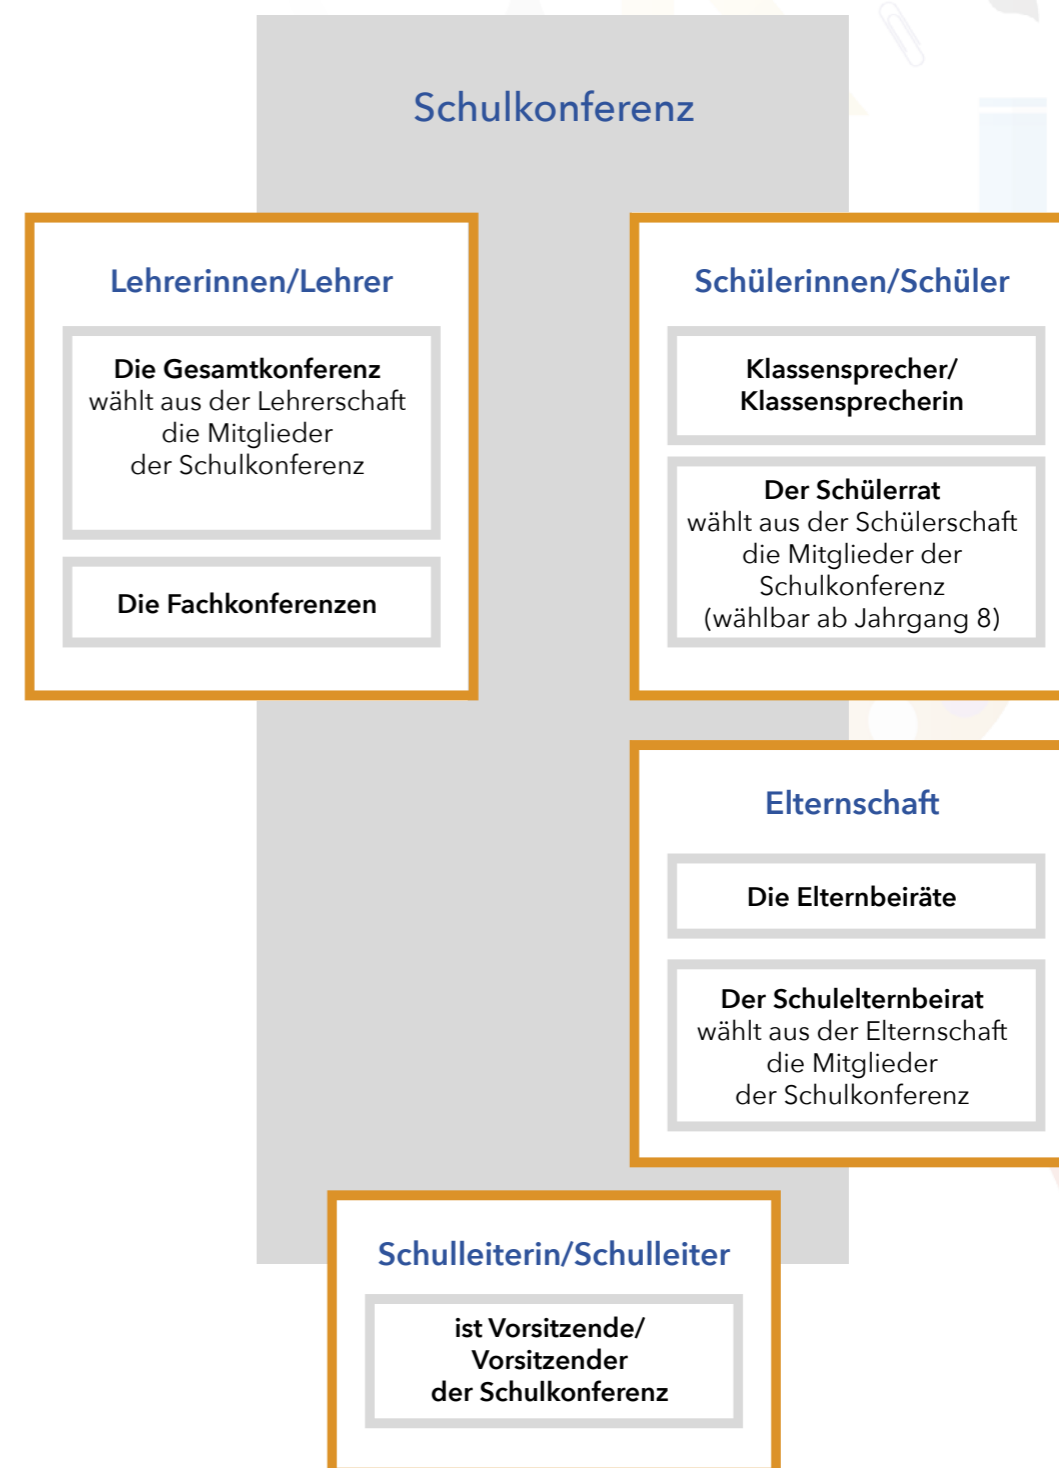 Schulkonferenz
Lehrerinnen/Lehrer
Die Gesamtkonferenz
wählt aus der Lehrerschaft
die Mitglieder
der Schulkonferenz
Die Fachkonferenzen
Schülerinnen/Schüler
Klassensprecher/
Klassensprecherin
Der Schülerrat
wählt aus der Schülerschaft
die Mitglieder der
Schulkonferenz
(wählbar ab Jahrgang 8)
Elternschaft
Die Elternbeiräte
Der Schulelternbeirat
wählt aus der Elternschaft
die Mitglieder
der Schulkonferenz
Schulleiterin/Schulleiter
ist Vorsitzende/
Vorsitzender
der Schulkonferenz